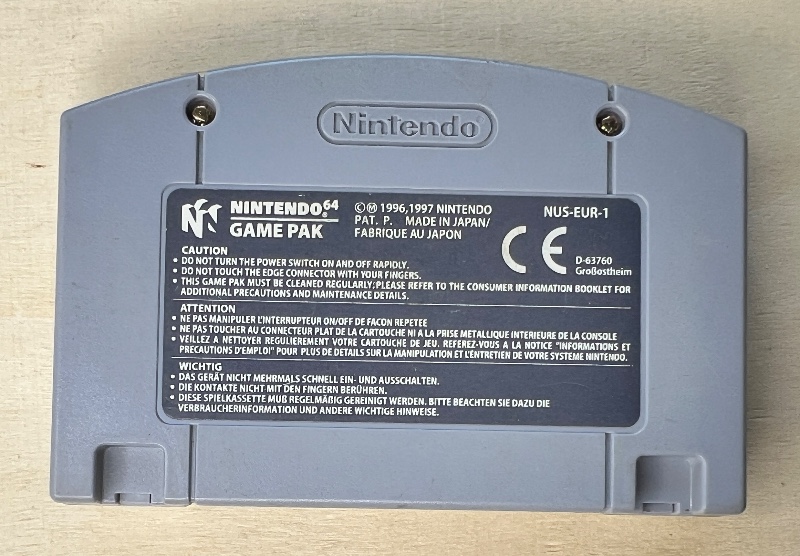 Nintendo
NINTENDO⁶⁴®
GAME PAK
©Ⓜ 1996,1997 NINTENDO
PAT. P. MADE IN JAPAN/
FABRIQUE AU JAPON
NUS-EUR-1
CE
D-63760
Großostheim
CAUTION
• DO NOT TURN THE POWER SWITCH ON AND OFF RAPIDLY.
• DO NOT TOUCH THE EDGE CONNECTOR WITH YOUR FINGERS.
• THIS GAME PAK MUST BE CLEANED REGULARLY; PLEASE REFER TO THE CONSUMER INFORMATION BOOKLET FOR
ADDITIONAL PRECAUTIONS AND MAINTENANCE DETAILS.
ATTENTION
• NE PAS MANIPULER L'INTERRUPTEUR ON/OFF DE FACON REPETEE
• NE PAS TOUCHER AU CONNECTEUR PLAT DE LA CARTOUCHE NI A LA PRISE METALLIQUE INTERIEURE DE LA CONSOLE
• VEILLEZ A NETTOYER REGULIEREMENT VOTRE CARTOUCHE DE JEU. REFEREZ-VOUS A LA NOTICE "INFORMATIONS ET
PRECAUTIONS D'EMPLOI" POUR PLUS DE DETAILS SUR LA MANIPULATION ET L'ENTRETIEN DE VOTRE SYSTEME NINTENDO.
WICHTIG
• DAS GERÄT NICHT MEHRMALS SCHNELL EIN- UND AUSSCHALTEN.
• DIE KONTAKTE NICHT MIT DEN FINGERN BERÜHREN.
• DIESE SPIELKASSETTE MUß REGELMÄßIG GEREINIGT WERDEN. BITTE BEACHTEN SIE DAZU DIE
VERBRAUCHERINFORMATION UND ANDERE WICHTIGE HINWEISE.